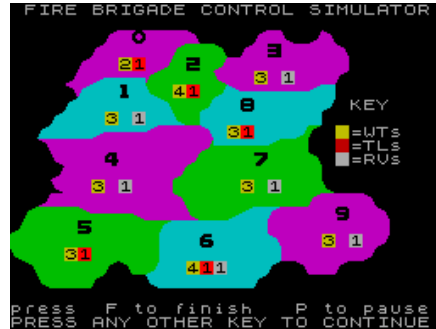 FIRE BRIGADE CONTROL SIMULATOR
0
21
2
41
3
3 1
1
3 1
8
31
KEY
=WTs
=TLs
=RVs
4
3 1
7
3 1
5
31
6
411
9
3 1
press F to finish P to pause
PRESS ANY OTHER KEY TO CONTINUE